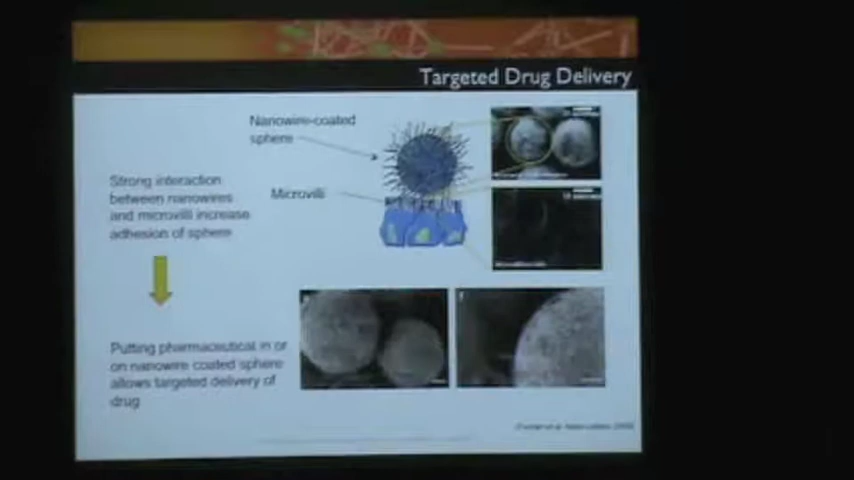 Targeted Drug Delivery
Nanowire-coated
sphere
Strong interaction
between nanowires
and microvilli increase
adhesion of sphere
Microvilli
Putting pharmaceutical in or
on nanowire coated sphere
allows targeted delivery of
drug